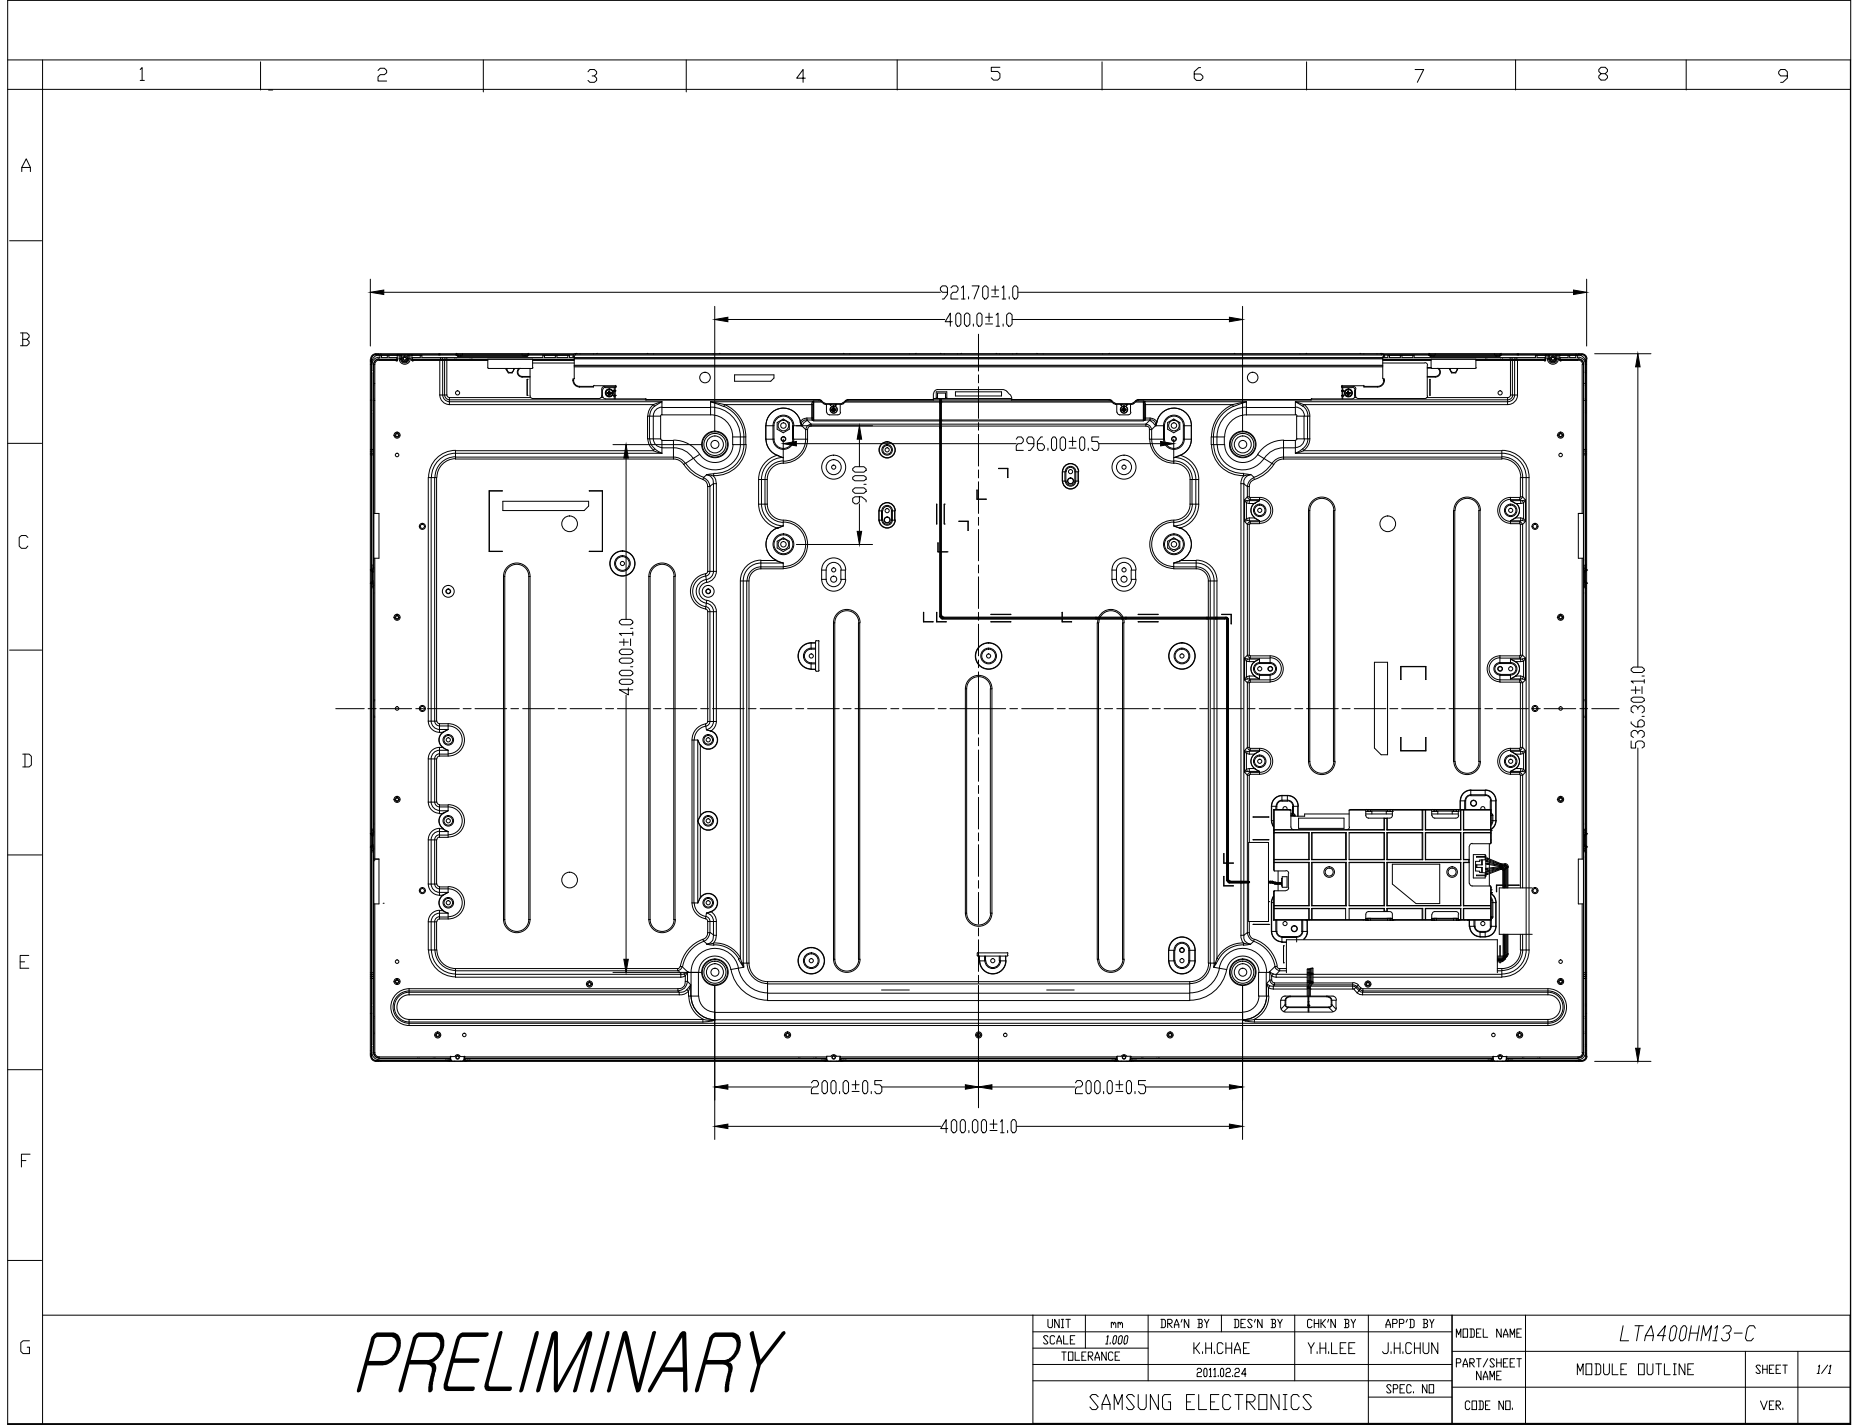 1 2 3 4 5 6 7 8 9
A
B
C
D
E
F
G
921.70±1.0
400.0±1.0
296.00±0.5
90.00
400.00±1.0
536.30±1.0
200.0±0.5 200.0±0.5
400.00±1.0
PRELIMINARY
UNIT mm DRA'N BY DES'N BY CHK'N BY APP'D BY
SCALE 1.000
TOLERANCE
K.H.CHAE Y.H.LEE J.H.CHUN
2011.02.24
SAMSUNG ELECTRONICS
SPEC. NO
MODEL NAME LTA400HM13-C
PART/SHEET
NAME
MODULE OUTLINE SHEET 1/1
CODE NO. VER.